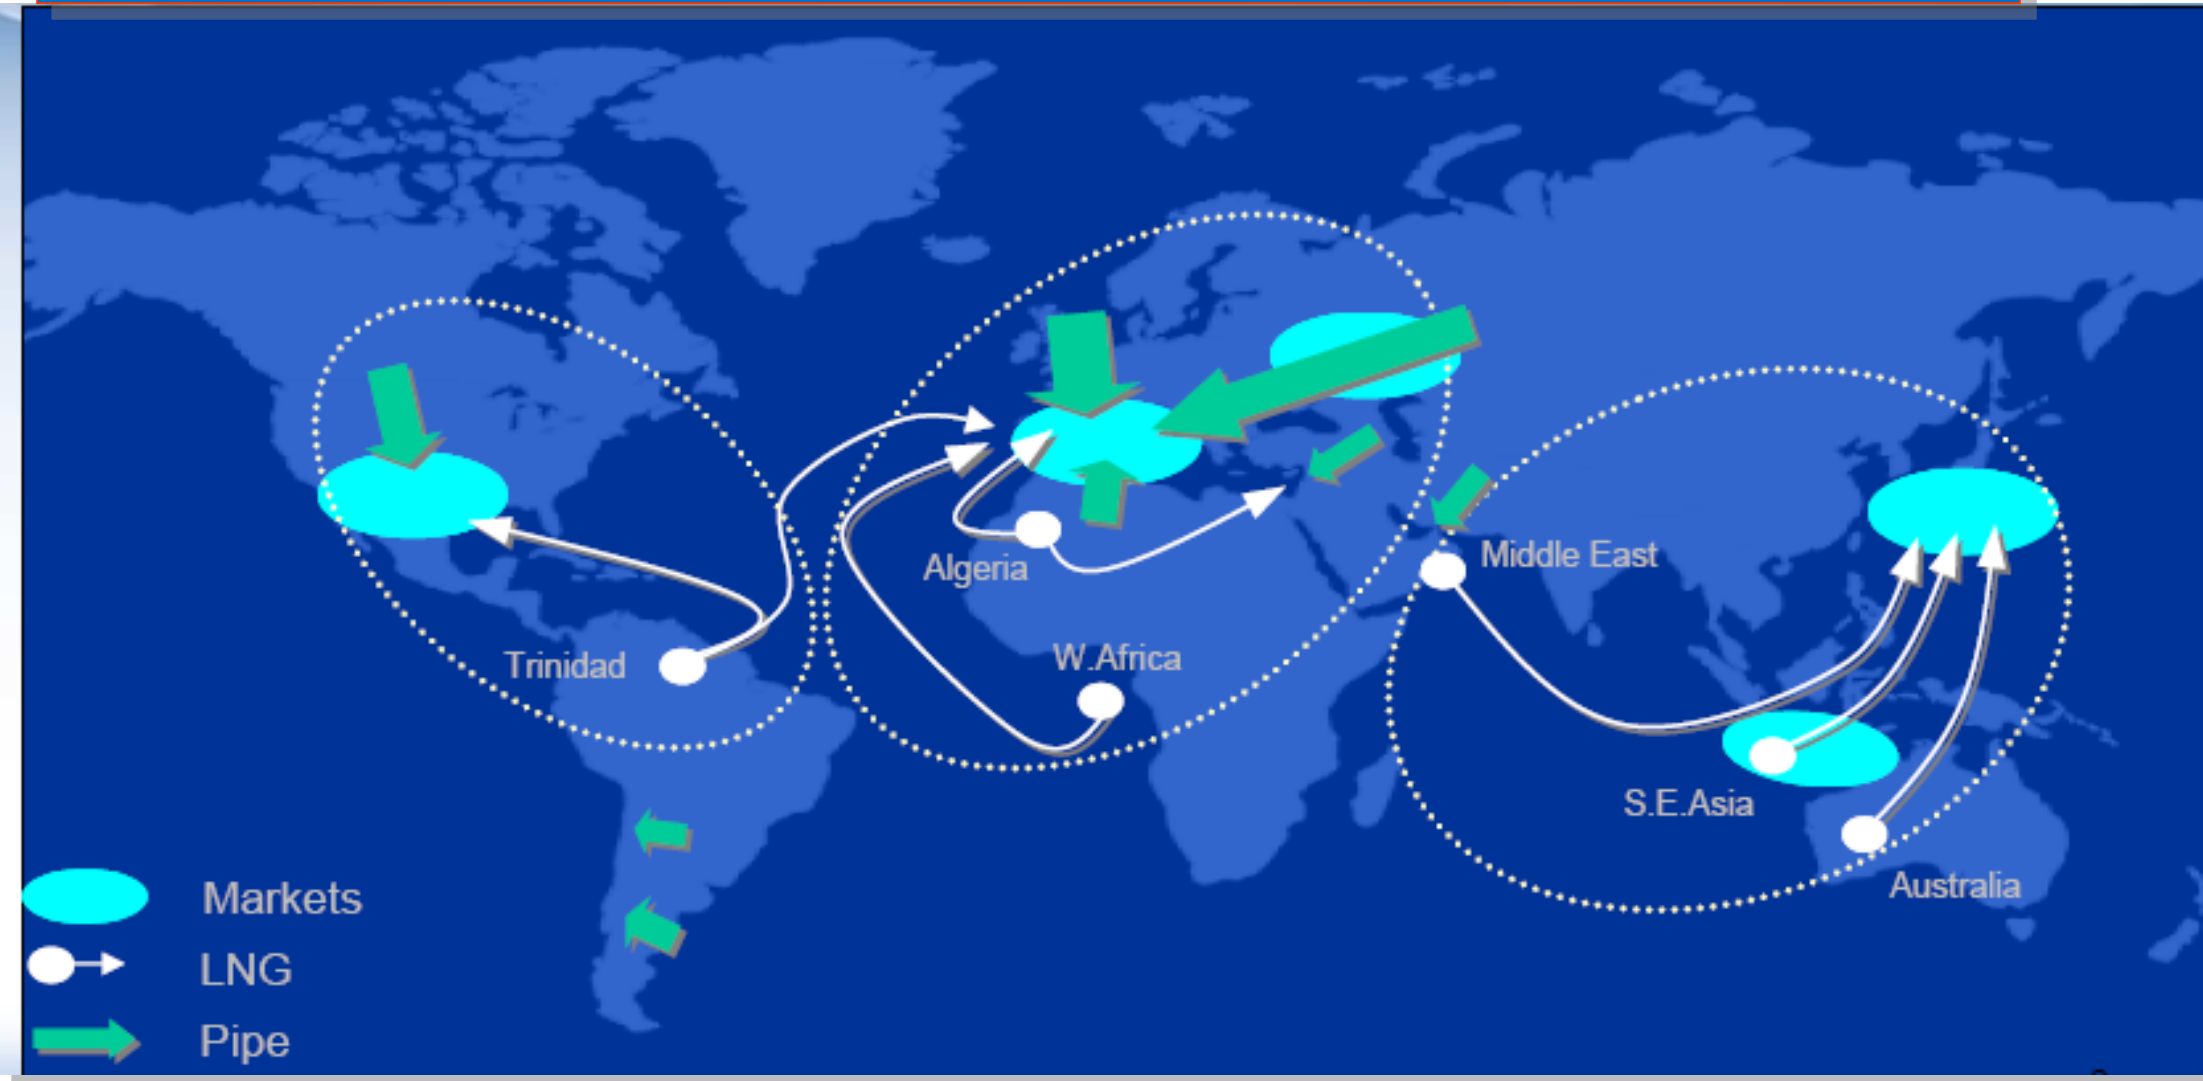 Algeria
Middle East
Trinidad
W.Africa
S.E.Asia
Australia
Markets
LNG
Pipe